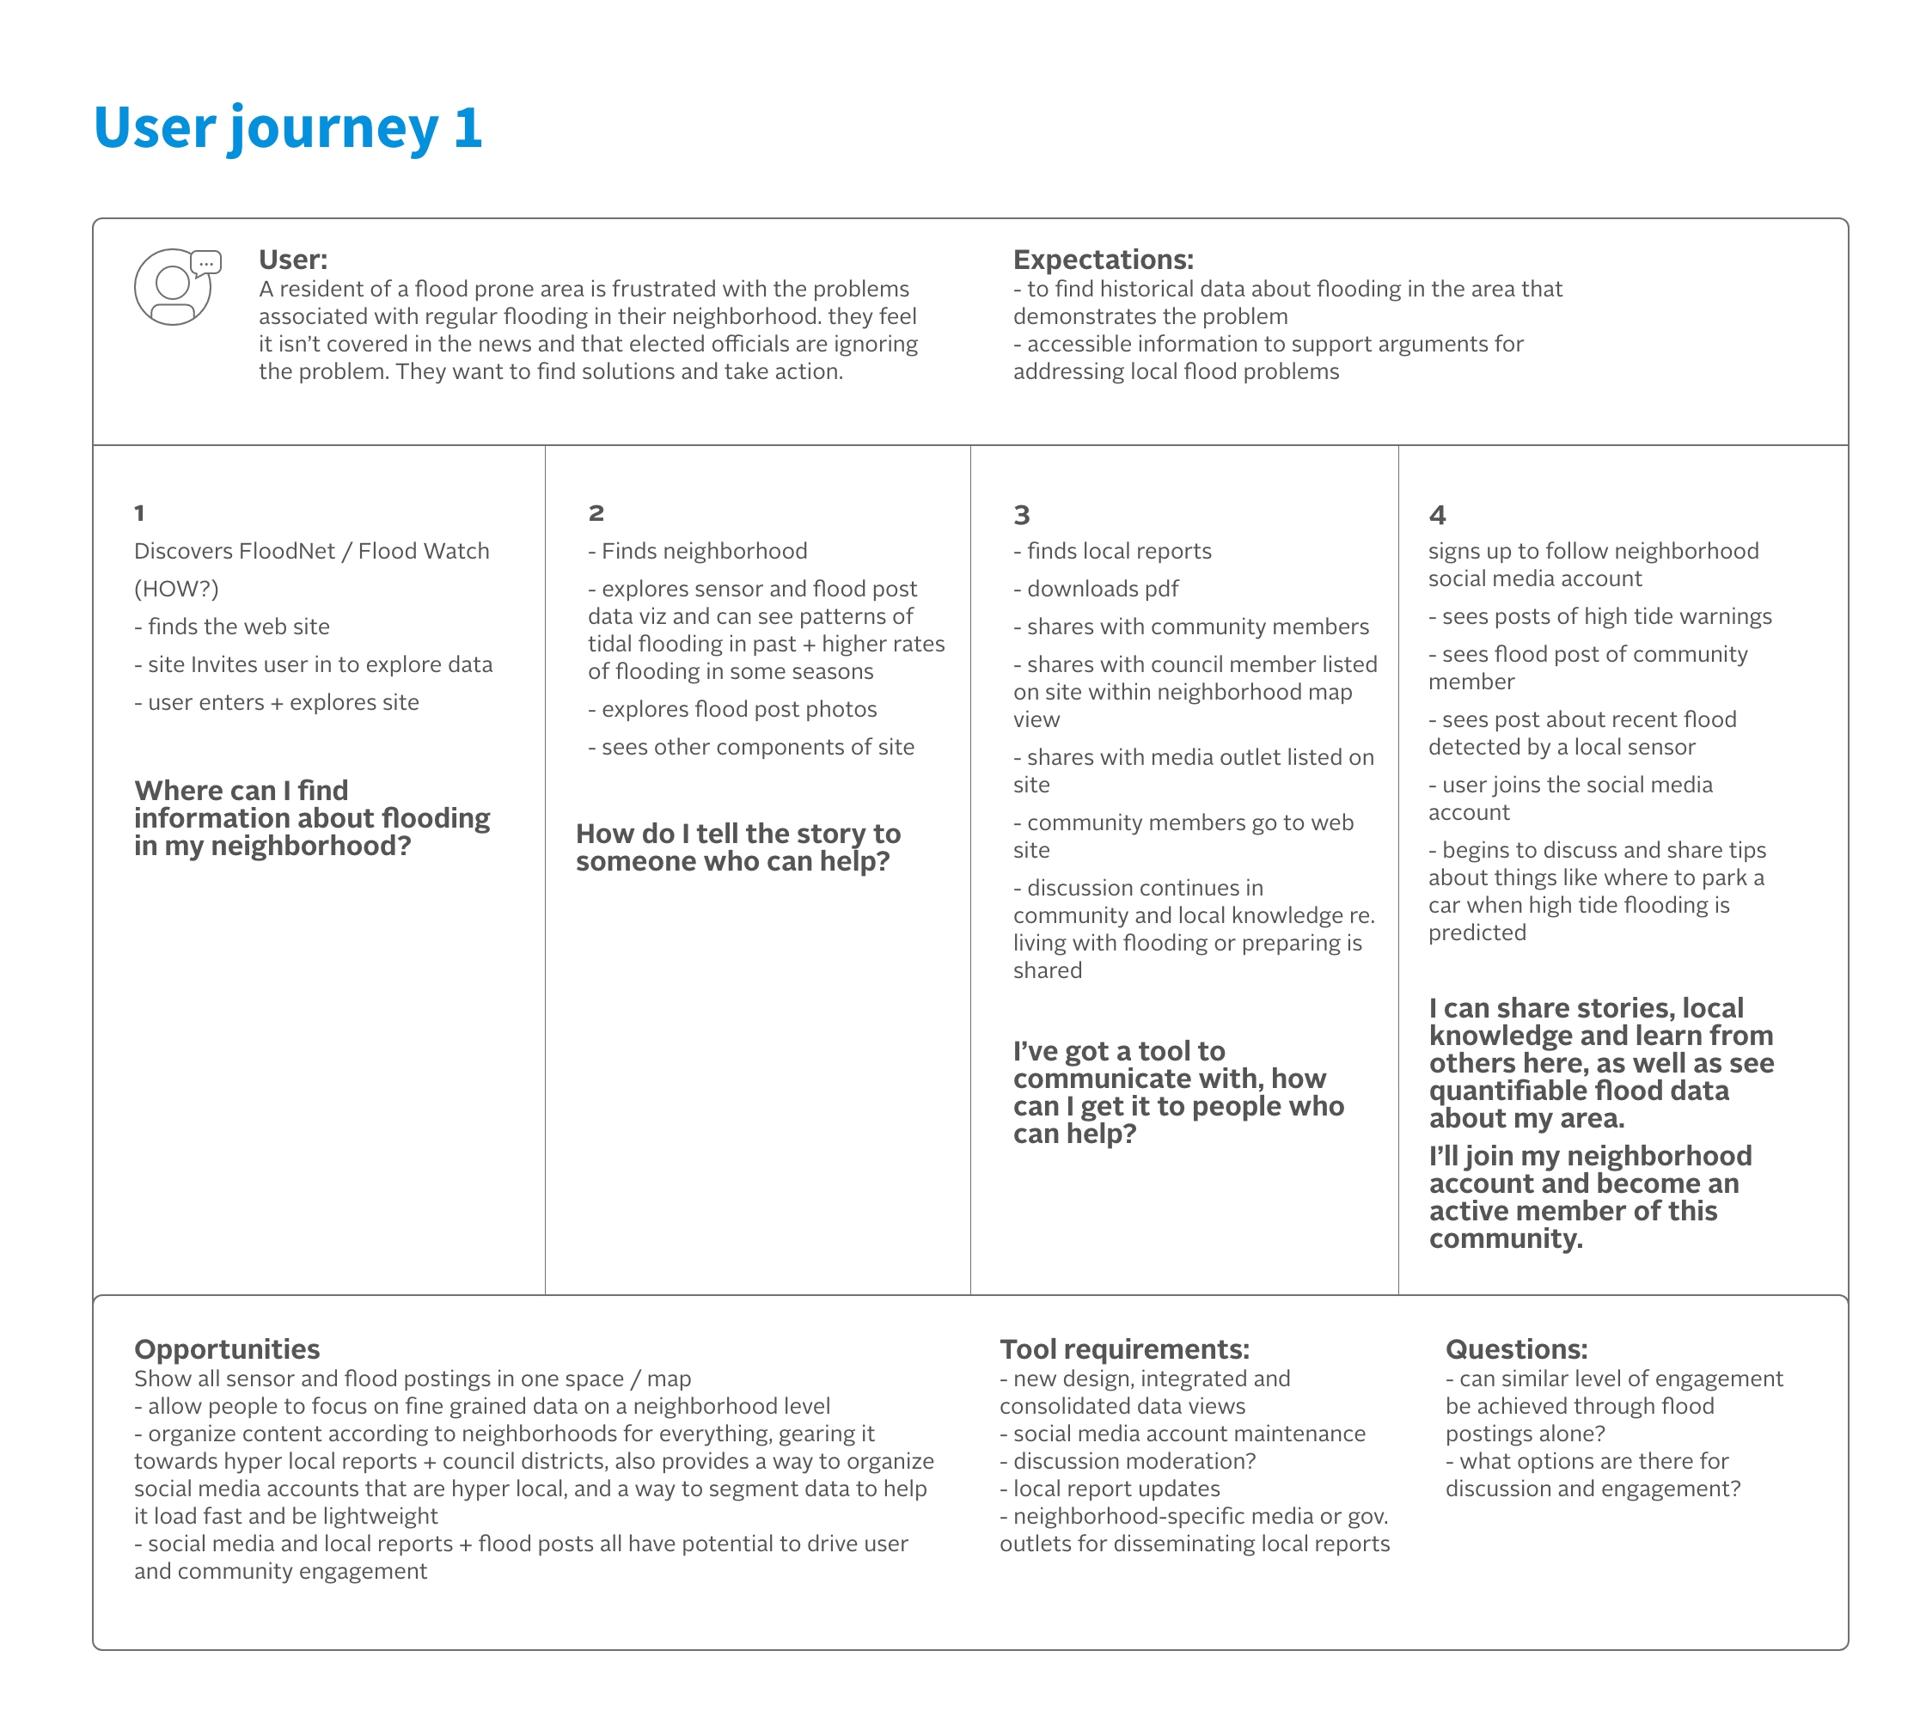 User journey 1
User:
A resident of a flood prone area is frustrated with the problems
associated with regular flooding in their neighborhood. they feel
it isn't covered in the news and that elected officials are ignoring
the problem. They want to find solutions and take action.
Expectations:
- to find historical data about flooding in the area that
demonstrates the problem
- accessible information to support arguments for
addressing local flood problems
1
Discovers FloodNet / Flood Watch
(HOW?)
- finds the web site
- site Invites user in to explore data
- user enters + explores site
Where can I find
information about flooding
in my neighborhood?
2
- Finds neighborhood
- explores sensor and flood post
data viz and can see patterns of
tidal flooding in past + higher rates
of flooding in some seasons
- explores flood post photos
- sees other components of site
How do I tell the story to
someone who can help?
3
- finds local reports
- downloads pdf
- shares with community members
- shares with council member listed
on site within neighborhood map
view
- shares with media outlet listed on
site
- community members go to web
site
- discussion continues in
community and local knowledge re.
living with flooding or preparing is
shared
I've got a tool to
communicate with, how
can I get it to people who
can help?
4
signs up to follow neighborhood
social media account
- sees posts of high tide warnings
- sees flood post of community
member
- sees post about recent flood
detected by a local sensor
- user joins the social media
account
- begins to discuss and share tips
about things like where to park a
car when high tide flooding is
predicted
I can share stories, local
knowledge and learn from
others here, as well as see
quantifiable flood data
about my area.
I'll join my neighborhood
account and become an
active member of this
community.
Opportunities
Show all sensor and flood postings in one space / map
- allow people to focus on fine grained data on a neighborhood level
- organize content according to neighborhoods for everything, gearing it
towards hyper local reports + council districts, also provides a way to organize
social media accounts that are hyper local, and a way to segment data to help
it load fast and be lightweight
- social media and local reports + flood posts all have potential to drive user
and community engagement
Tool requirements:
- new design, integrated and
consolidated data views
- social media account maintenance
- discussion moderation?
- local report updates
- neighborhood-specific media or gov.
outlets for disseminating local reports
Questions:
- can similar level of engagement
be achieved through flood
postings alone?
- what options are there for
discussion and engagement?